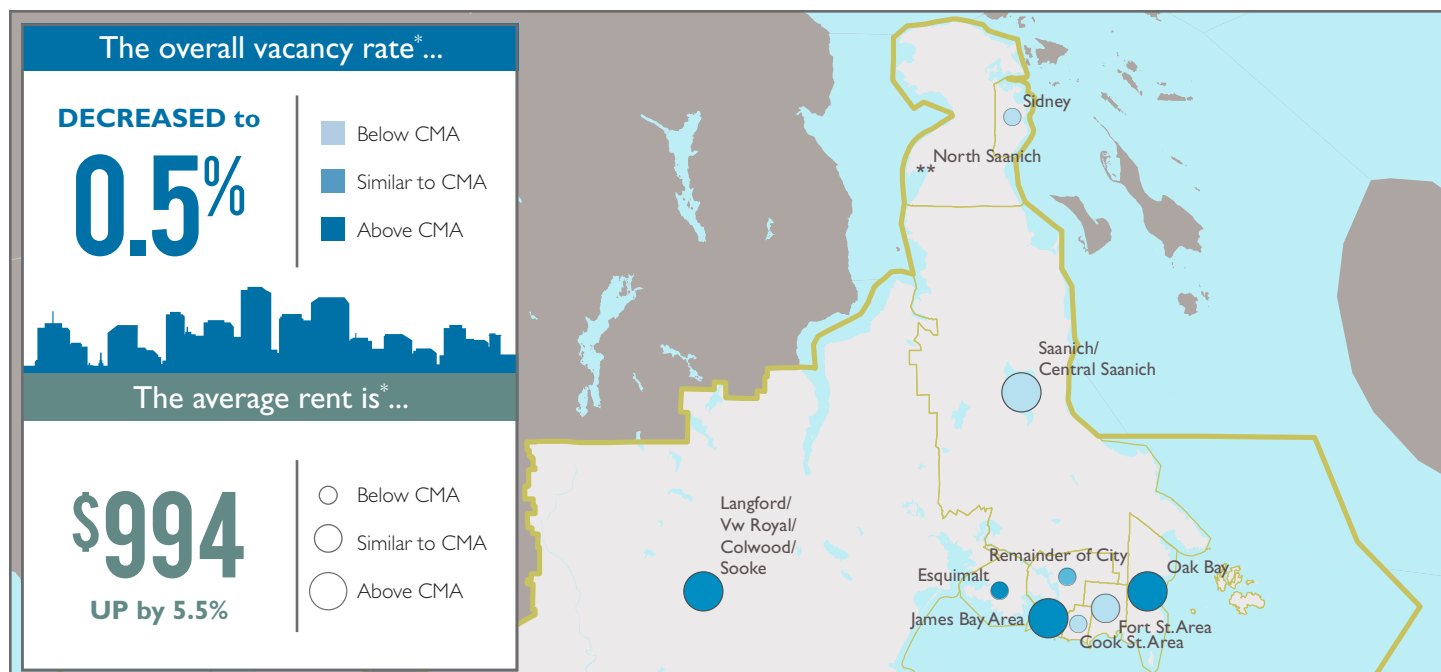 The overall vacancy rate*...
DECREASED to
0.5%
Below CMA
Similar to CMA
Above CMA
The average rent is*...
$994
UP by 5.5%
Below CMA
Similar to CMA
Above CMA
Sidney
North Saanich
**
Saanich/
Central Saanich
Langford/
Vw Royal/
Colwood/
Sooke
Remainder of City
Esquimalt
Oak Bay
James Bay Area
Fort St. Area
Cook St. Area